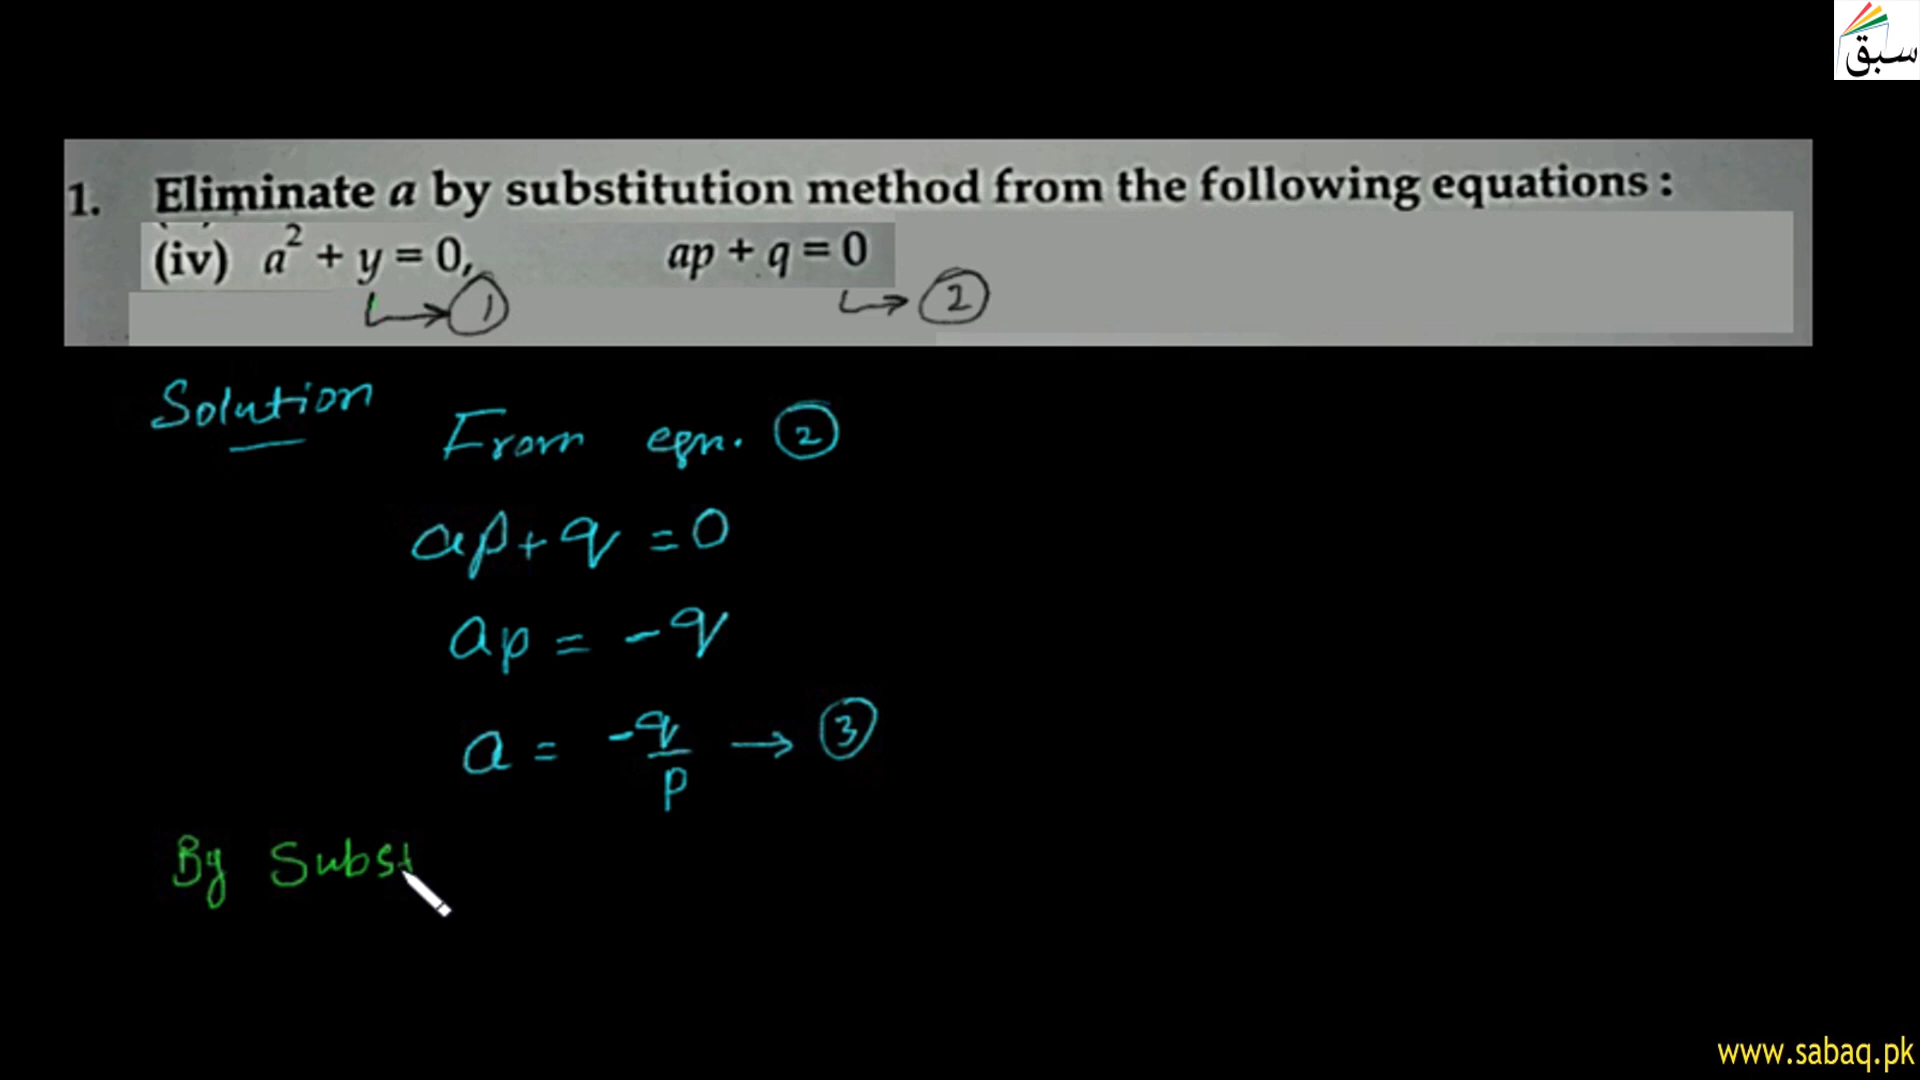 سبق
1. Eliminate a by substitution method from the following equations :
(iv) a² + y = 0, ap + q = 0
↳ ① ↳ ②
Solution
From eqn. ②
ap + q = 0
ap = -q
a = -q/p → ③
By Subst
www.sabaq.pk